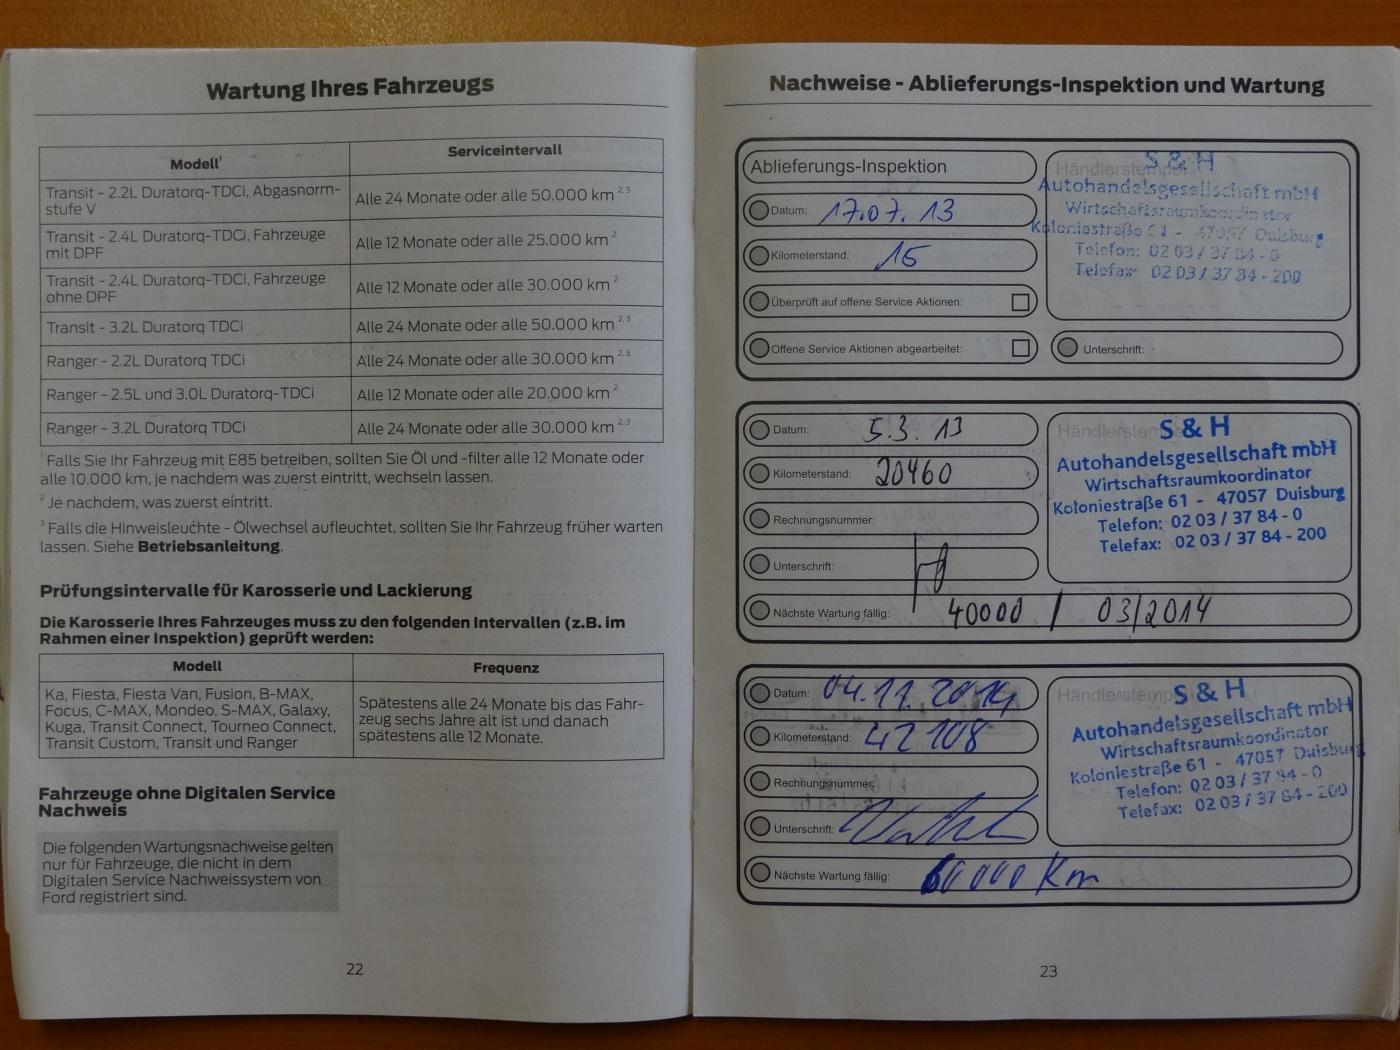 Wartung Ihres Fahrzeugs
Modell¹ Serviceintervall
Transit - 2.2L Duratorq-TDCi, Abgasnorm-
stufe V
Alle 24 Monate oder alle 50.000 km 2,3
Transit - 2.4L Duratorq-TDCi, Fahrzeuge
mit DPF
Alle 12 Monate oder alle 25.000 km 2
Transit - 2.4L Duratorq-TDCi, Fahrzeuge
ohne DPF
Alle 12 Monate oder alle 30.000 km 2
Transit - 3.2L Duratorq TDCi Alle 24 Monate oder alle 50.000 km 2,3
Ranger - 2.2L Duratorq TDCi Alle 24 Monate oder alle 30.000 km 2,3
Ranger - 2.5L und 3.0L Duratorq-TDCi Alle 12 Monate oder alle 20.000 km 2
Ranger - 3.2L Duratorq TDCi Alle 24 Monate oder alle 30.000 km 2,3
¹ Falls Sie Ihr Fahrzeug mit E85 betreiben, sollten Sie Öl und -filter alle 12 Monate oder
alle 10.000 km, je nachdem was zuerst eintritt, wechseln lassen.
² Je nachdem, was zuerst eintritt.
³ Falls die Hinweisleuchte - Ölwechsel aufleuchtet, sollten Sie Ihr Fahrzeug früher warten
lassen. Siehe Betriebsanleitung.
Prüfungsintervalle für Karosserie und Lackierung
Die Karosserie Ihres Fahrzeuges muss zu den folgenden Intervallen (z.B. im
Rahmen einer Inspektion) geprüft werden:
Modell Frequenz
Ka, Fiesta, Fiesta Van, Fusion, B-MAX,
Focus, C-MAX, Mondeo, S-MAX, Galaxy,
Kuga, Transit Connect, Tourneo Connect,
Transit Custom, Transit und Ranger
Spätestens alle 24 Monate bis das Fahr-
zeug sechs Jahre alt ist und danach
spätestens alle 12 Monate.
Fahrzeuge ohne Digitalen Service
Nachweis
Die folgenden Wartungsnachweise gelten
nur für Fahrzeuge, die nicht in dem
Digitalen Service Nachweissystem von
Ford registriert sind.
22
Nachweise - Ablieferungs-Inspektion und Wartung
Ablieferungs-Inspektion
Datum: 17.07.13
Kilometerstand: 15
Überprüft auf offene Service Aktionen:
Offene Service Aktionen abgearbeitet:
Händlerstempel
S & H
Autohandelsgesellschaft mbH
Wirtschaftsraumkoordinator
Koloniestraße 61 - 47057 Duisburg
Telefon: 02 03 / 37 84 - 0
Telefax: 02 03 / 37 84 - 200
Unterschrift:
Datum: 5.3.13
Kilometerstand: 20460
Rechnungsnummer:
Unterschrift:
Nächste Wartung fällig: 40000 / 03/2014
Händlerstem
S & H
Autohandelsgesellschaft mbH
Wirtschaftsraumkoordinator
Koloniestraße 61 - 47057 Duisburg
Telefon: 02 03 / 37 84 - 0
Telefax: 02 03 / 37 84 - 200
Datum: 04.11.2014
Kilometerstand: 42108
Rechnungsnummer:
Unterschrift:
Nächste Wartung fällig: 60000 Km
Händlerstemp
S & H
Autohandelsgesellschaft mbH
Wirtschaftsraumkoordinator
Koloniestraße 61 - 47057 Duisburg
Telefon: 02 03 / 37 84 - 0
Telefax: 02 03 / 37 84 - 200
23